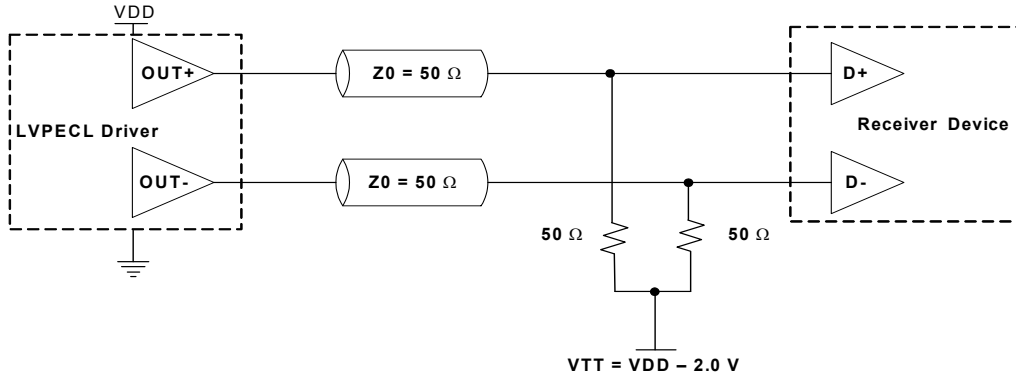 VDD
OUT+
Z0 = 50 Ω
D+
LVPECL Driver
Receiver Device
OUT-
Z0 = 50 Ω
D-
50 Ω
50 Ω
VTT = VDD – 2.0 V